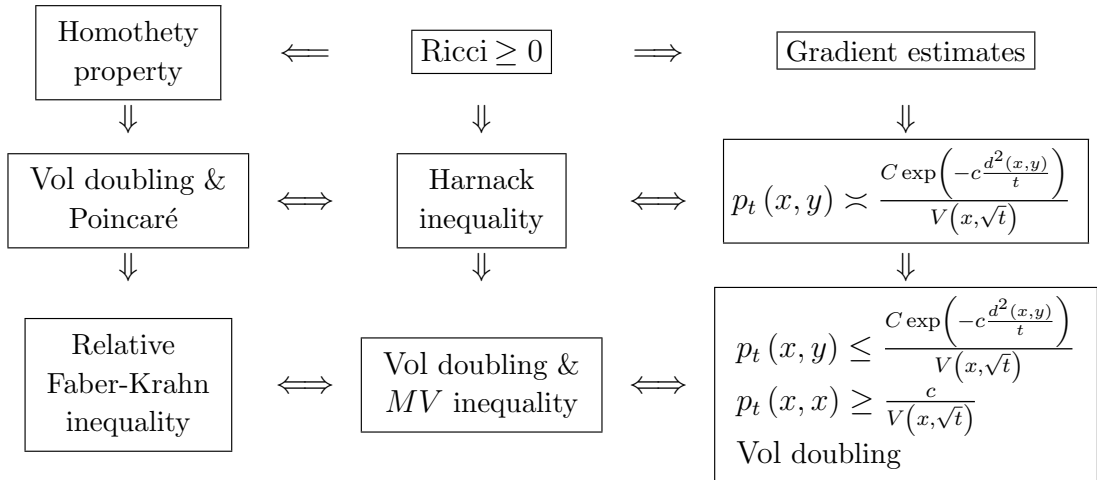 Homothety
property
⇐=
Ricci ≥ 0
=⇒
Gradient estimates
⇓
⇓
⇓
Vol doubling &
Poincaré
⇐⇒
Harnack
inequality
⇐⇒
p_t (x, y) ≍ C exp(−c d²(x,y)/t) / V(x,√t)
⇓
⇓
⇓
Relative
Faber-Krahn
inequality
⇐⇒
Vol doubling &
MV inequality
⇐⇒
p_t (x, y) ≤ C exp(−c d²(x,y)/t) / V(x,√t)
p_t (x, x) ≥ c / V(x,√t)
Vol doubling